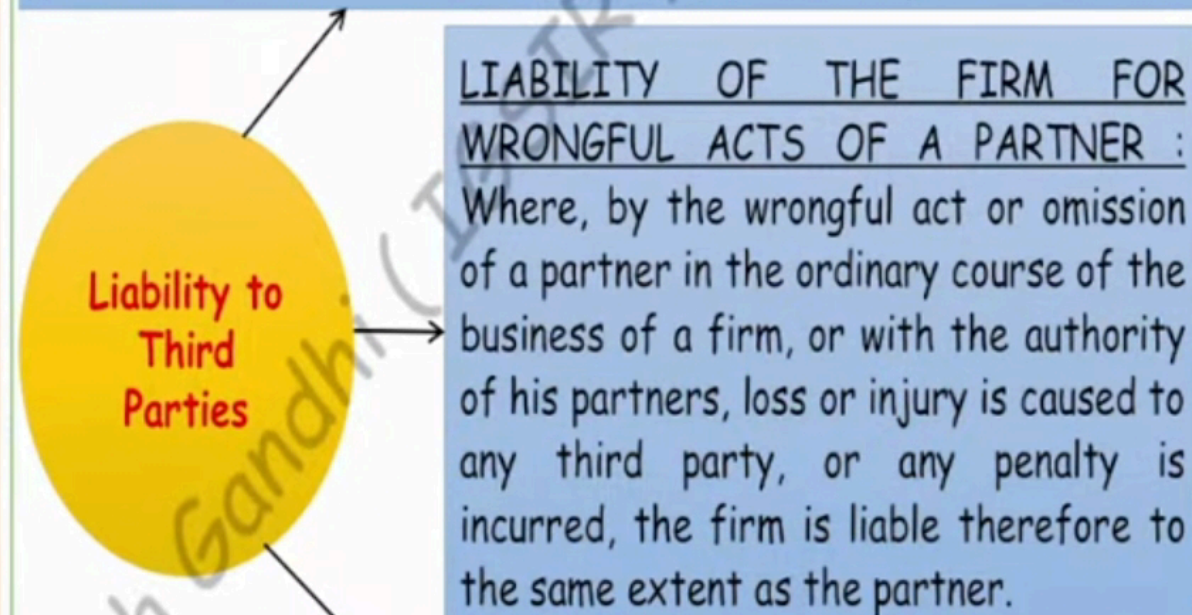 Liability to
Third
Parties
LIABILITY OF THE FIRM FOR
WRONGFUL ACTS OF A PARTNER :
Where, by the wrongful act or omission
of a partner in the ordinary course of the
business of a firm, or with the authority
of his partners, loss or injury is caused to
any third party, or any penalty is
incurred, the firm is liable therefore to
the same extent as the partner.
Gandhi (